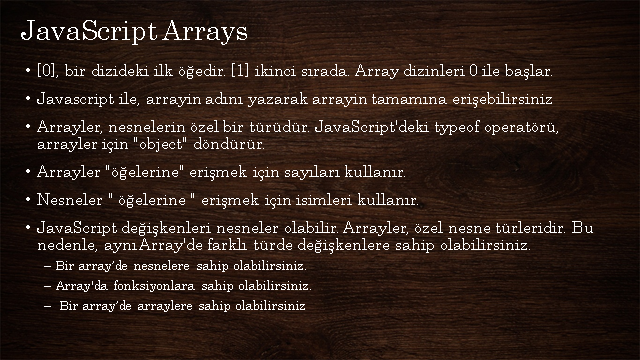 JavaScript Arrays
• [0], bir dizideki ilk öğedir. [1] ikinci sırada. Array dizinleri 0 ile başlar.
• Javascript ile, arrayin adını yazarak arrayin tamamına erişebilirsiniz
• Arrayler, nesnelerin özel bir türüdür. JavaScript'deki typeof operatörü,
arrayler için "object" döndürür.
• Arrayler "öğelerine" erişmek için sayıları kullanır.
• Nesneler " öğelerine " erişmek için isimleri kullanır.
• JavaScript değişkenleri nesneler olabilir. Arrayler, özel nesne türleridir. Bu
nedenle, aynı Array'de farklı türde değişkenlere sahip olabilirsiniz.
– Bir array'de nesnelere sahip olabilirsiniz.
– Array'da fonksiyonlara sahip olabilirsiniz.
– Bir array'de arraylere sahip olabilirsiniz